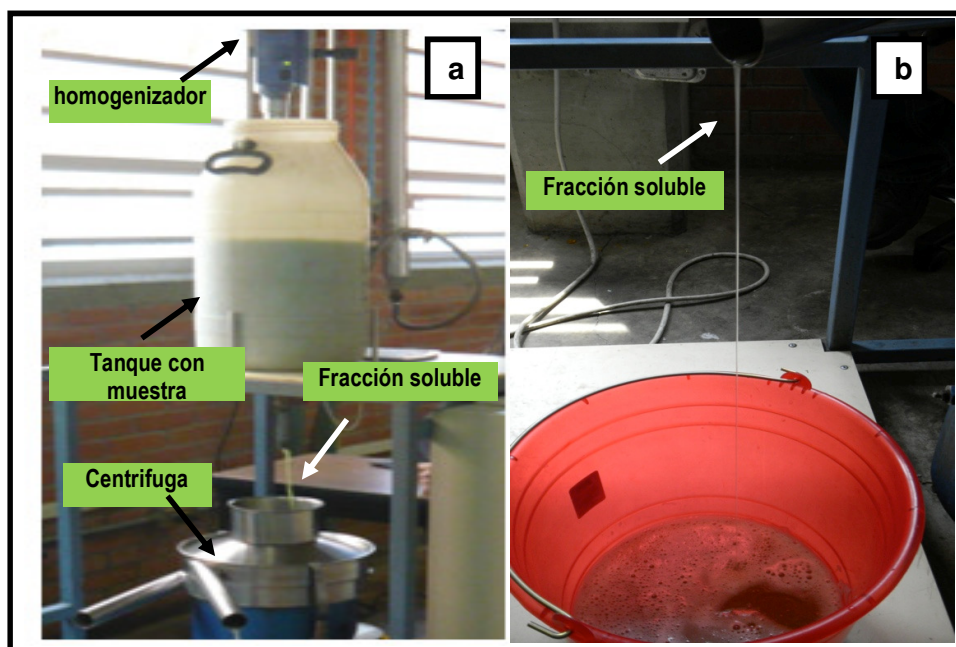 a
homogenizador
Tanque con
muestra
Fracción soluble
Centrifuga
b
Fracción soluble